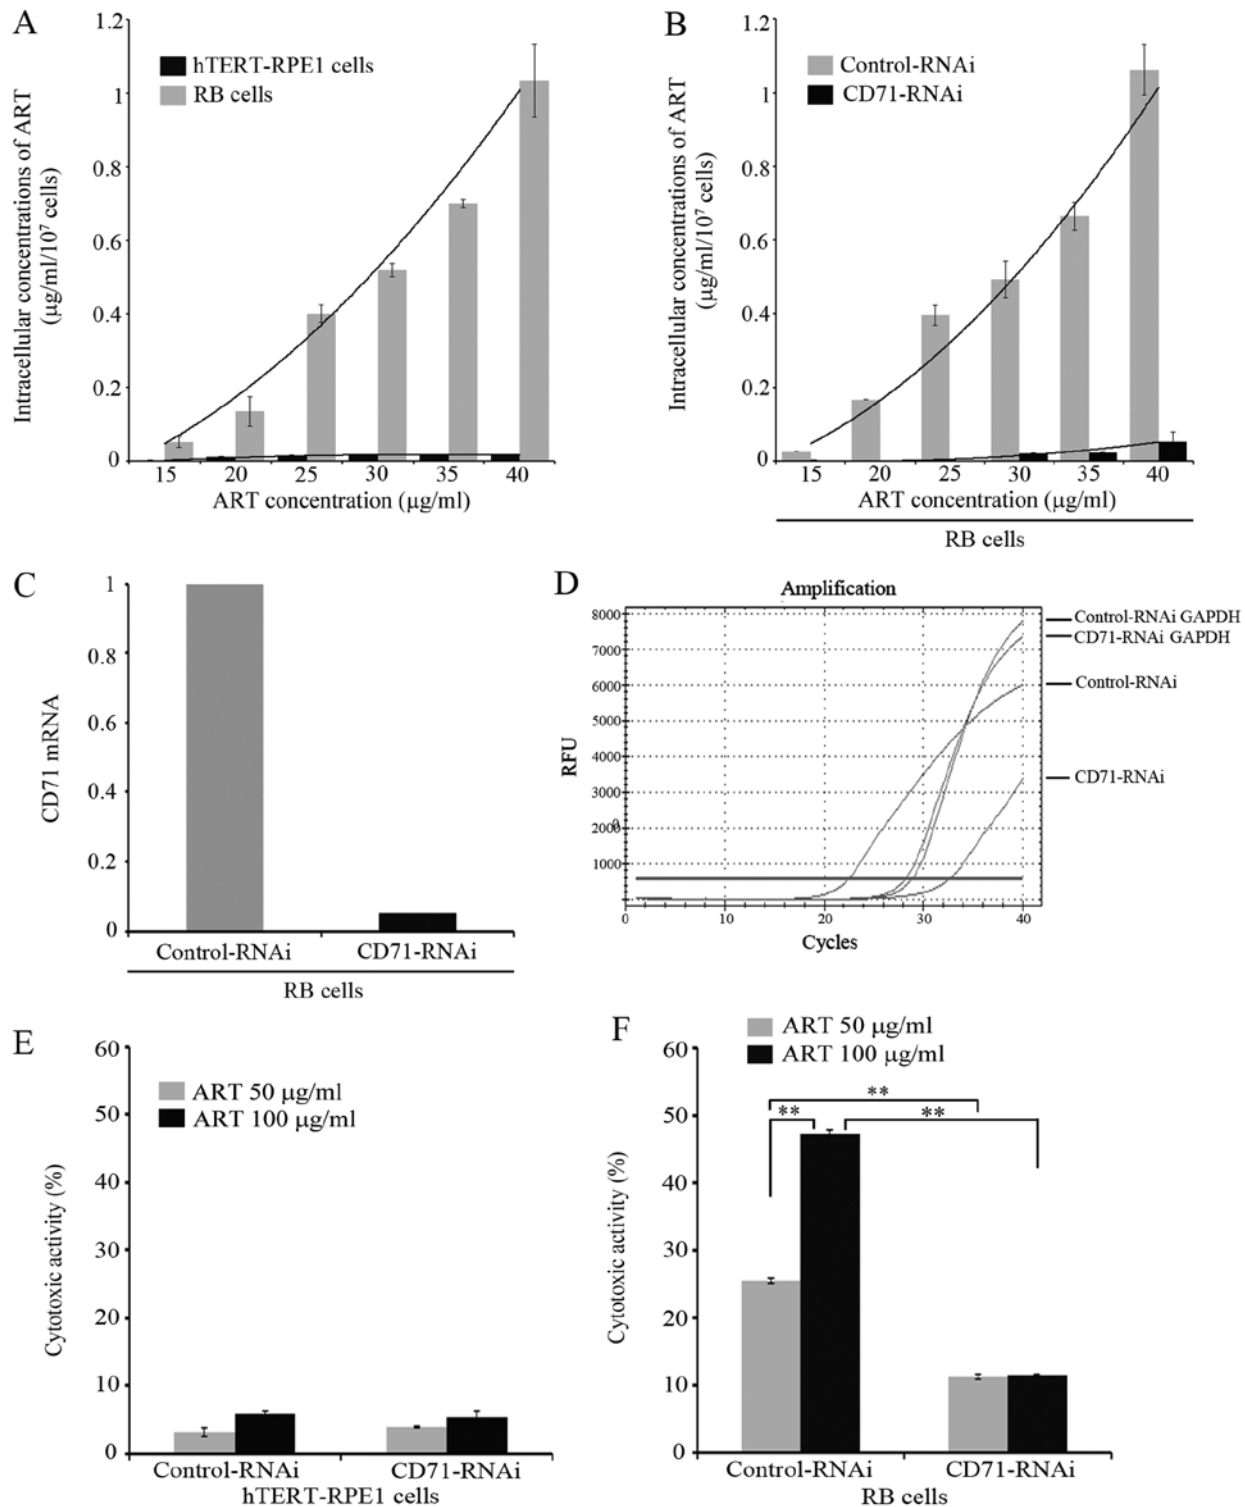 A
Intracellular concentrations of ART
(µg/ml/10⁷ cells)
1.2
1
0.8
0.6
0.4
0.2
0
hTERT-RPE1 cells
RB cells
15 20 25 30 35 40
ART concentration (µg/ml)
B
Intracellular concentrations of ART
(µg/ml/10⁷ cells)
1.2
1
0.8
0.6
0.4
0.2
0
Control-RNAi
CD71-RNAi
15 20 25 30 35 40
ART concentration (µg/ml)
RB cells
C
CD71 mRNA
1
0.8
0.6
0.4
0.2
0
Control-RNAi CD71-RNAi
RB cells
D
Amplification
RFU
8000
7000
6000
5000
4000
3000
2000
1000
0 10 20 30 40
Cycles
Control-RNAi GAPDH
CD71-RNAi GAPDH
Control-RNAi
CD71-RNAi
E
Cytotoxic activity (%)
60
50
40
30
20
10
0
ART 50 µg/ml
ART 100 µg/ml
Control-RNAi CD71-RNAi
hTERT-RPE1 cells
F
ART 50 µg/ml
ART 100 µg/ml
Cytotoxic activity (%)
60
50
40
30
20
10
0
**
** **
Control-RNAi CD71-RNAi
RB cells